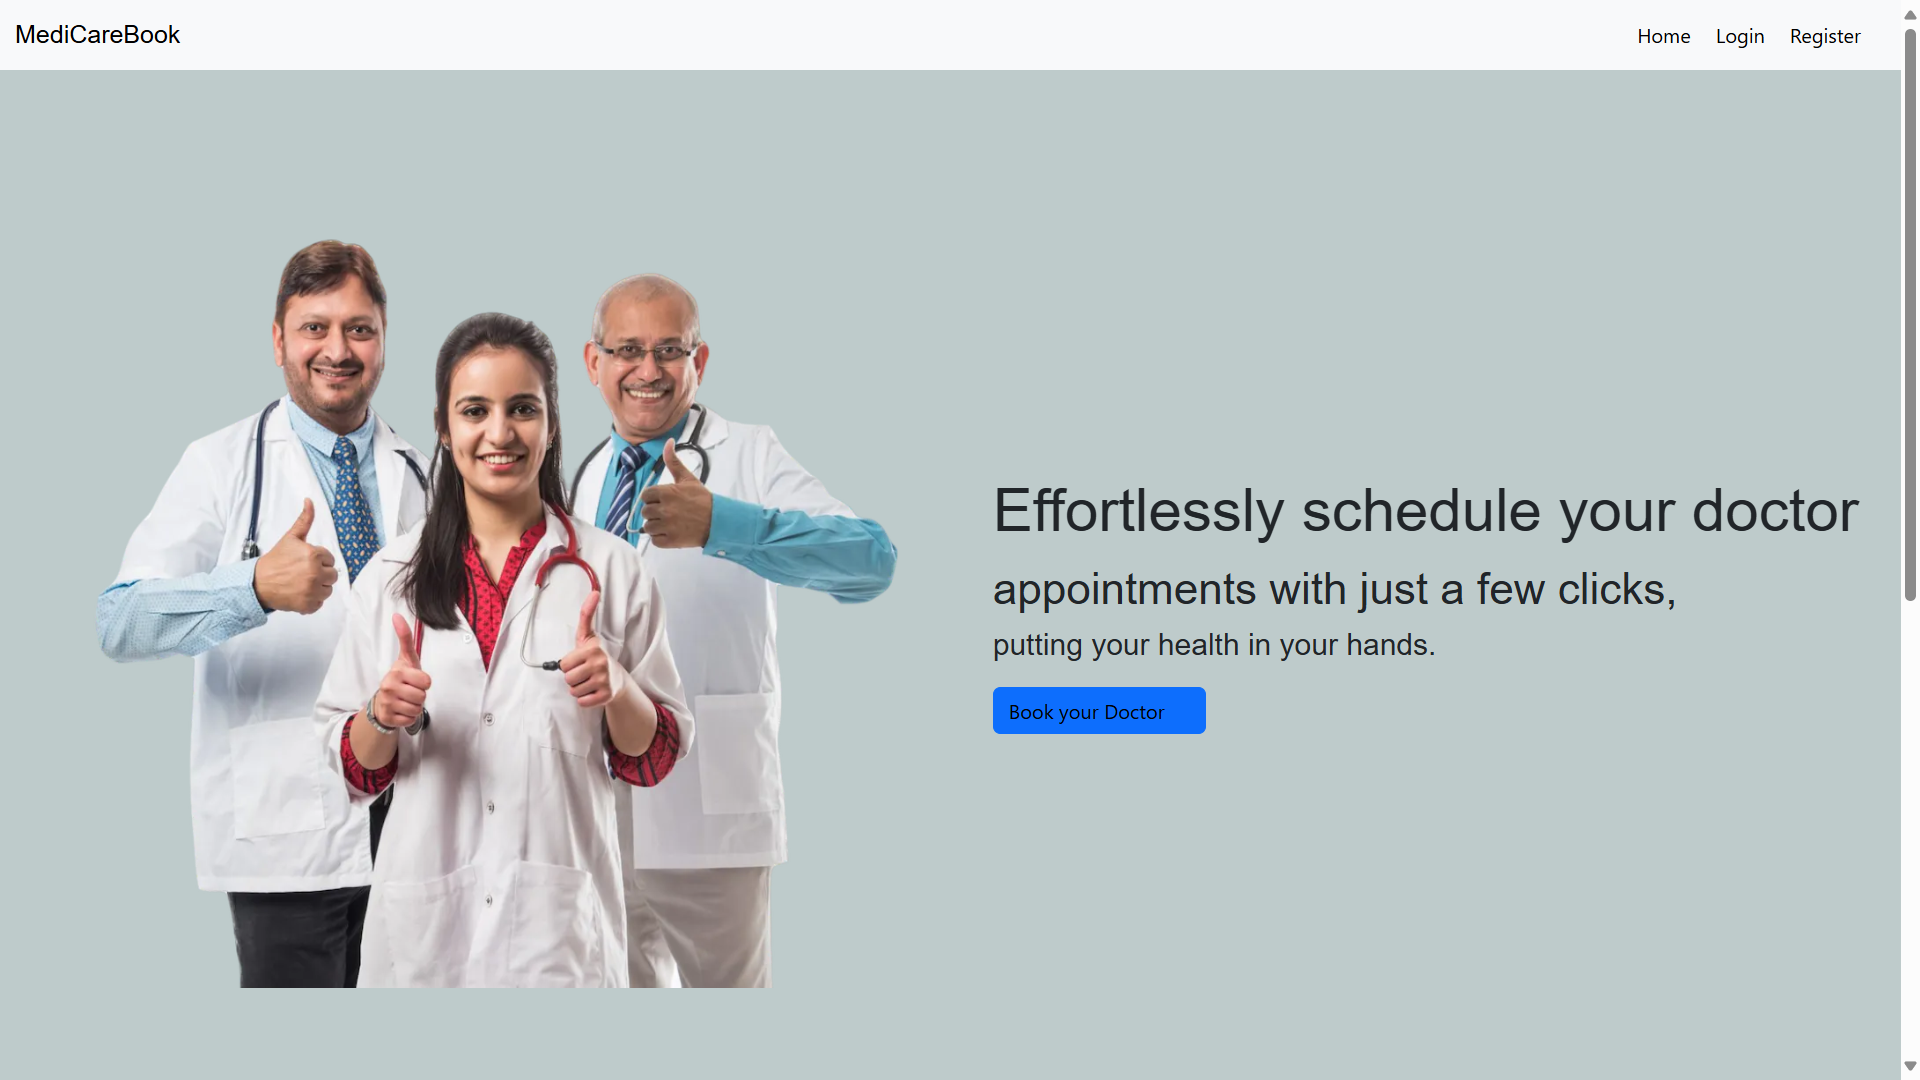 MediCareBook
Home Login Register
Effortlessly schedule your doctor
appointments with just a few clicks,
putting your health in your hands.
Book your Doctor